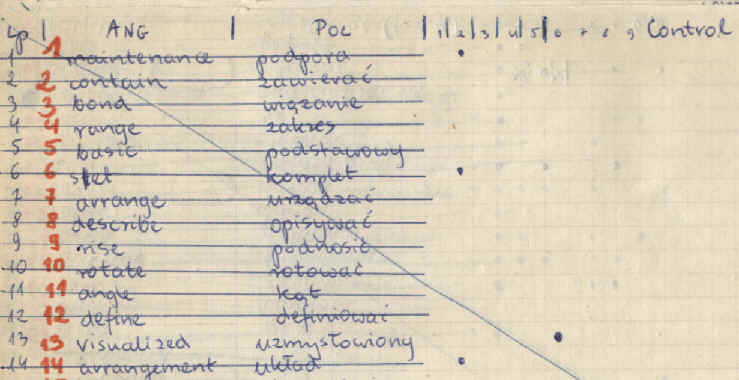 Lp | ANG | POL | 1 | 2 | 3 | 4 | 5 | 6 7 8 9 Control
1 1 maintenance podpora
2 2 contain zawierać
3 3 bond wiązanie
4 4 range zakres
5 5 basic podstawowy
6 6 set komplet
7 7 arrange urządzać
8 8 describe opisywać
9 9 rise podnosić
10 10 rotate rotować
11 11 angle kąt
12 12 define definiować
13 13 visualized uzmysłowiony
14 14 arrangement układ